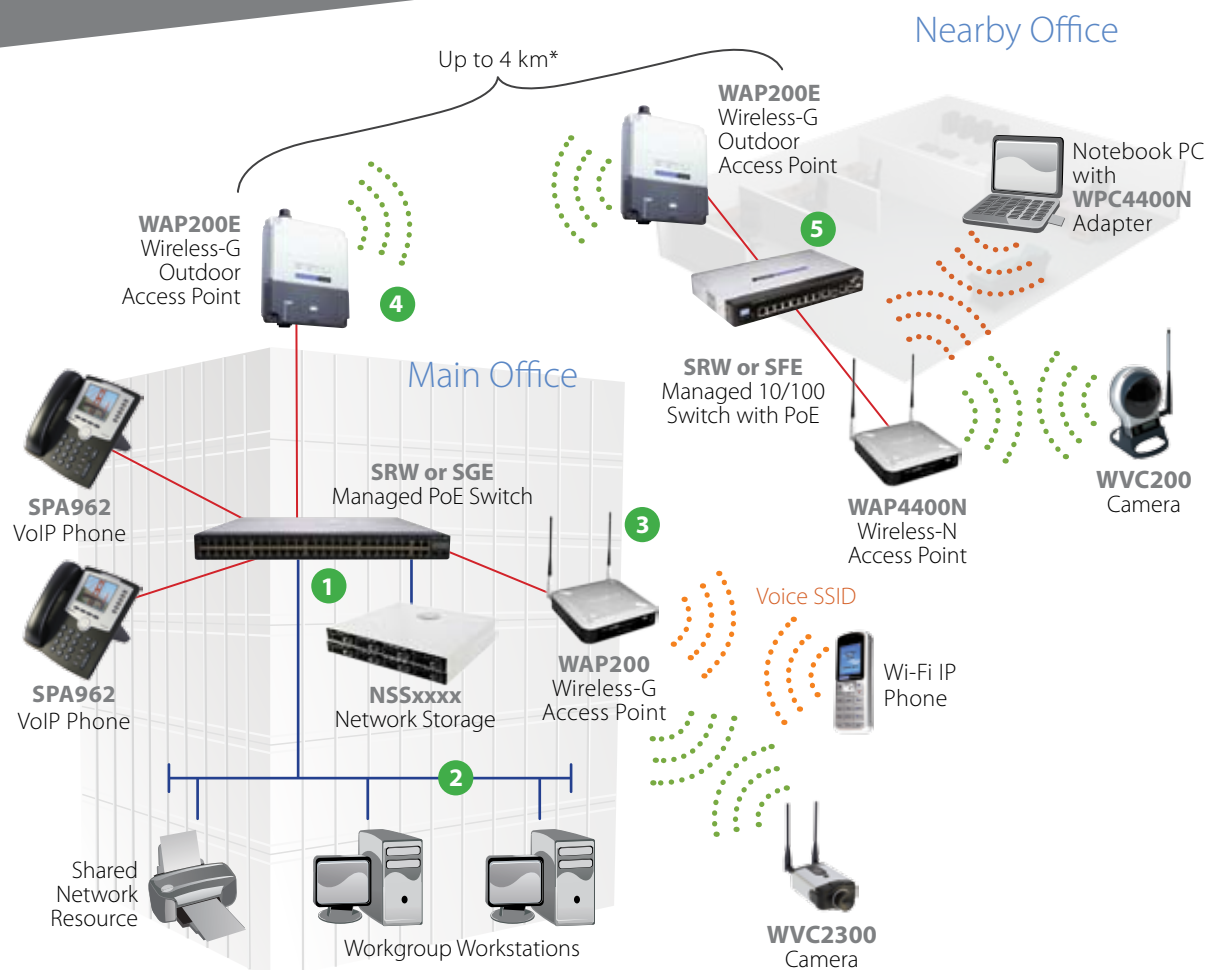 Nearby Office
Up to 4 km*
WAP200E
Wireless-G
Outdoor
Access Point
Notebook PC
with
WPC4400N
Adapter
WAP200E
Wireless-G
Outdoor
Access Point
4
5
SRW or SFE
Managed 10/100
Switch with PoE
WAP4400N
Wireless-N
Access Point
WVC200
Camera
Main Office
SPA962
VoIP Phone
SRW or SGE
Managed PoE Switch
1
3
SPA962
VoIP Phone
NSSxxxx
Network Storage
WAP200
Wireless-G
Access Point
Voice SSID
Wi-Fi IP
Phone
2
Shared
Network
Resource
Workgroup Workstations
WVC2300
Camera